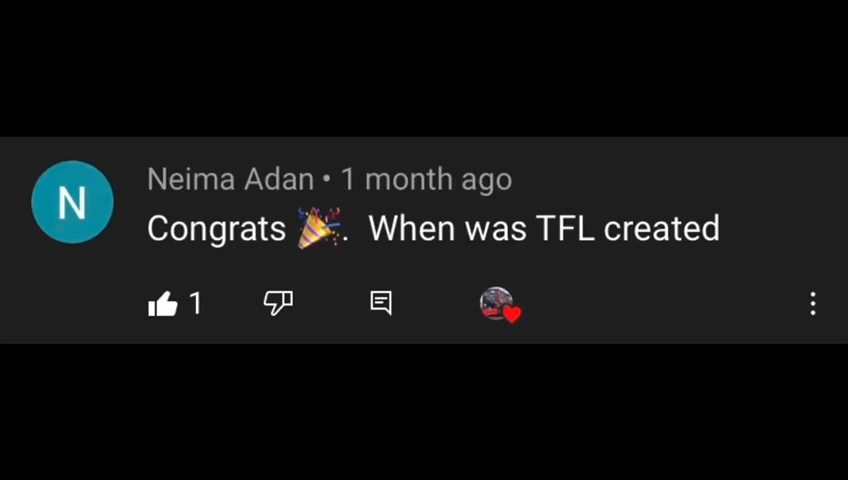 N
Neima Adan • 1 month ago
Congrats 🎉.  When was TFL created
1